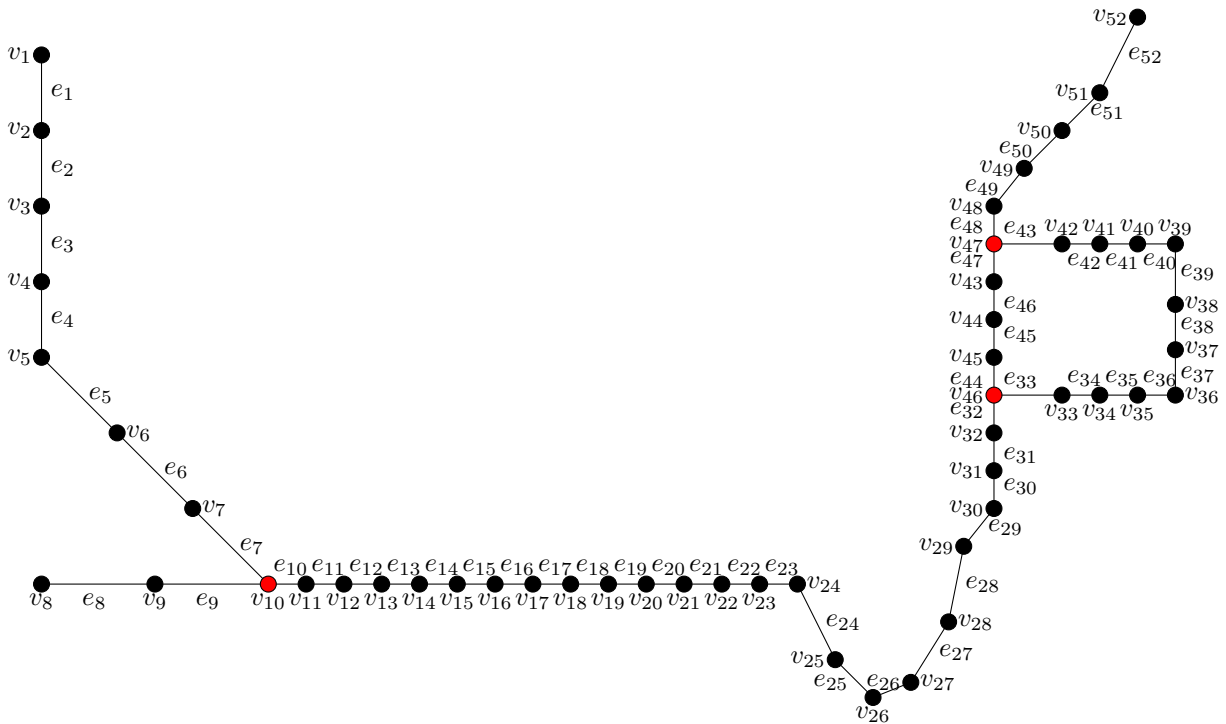 v₅₂
e₅₂
v₁
v₅₁
e₁
e₅₁
v₂
v₅₀
e₅₀
e₂
v₄₉
e₄₉
v₃
v₄₈
e₄₈ e₄₃ v₄₂ v₄₁ v₄₀ v₃₉
e₃
v₄₇
e₄₇ e₄₂ e₄₁ e₄₀
e₃₉
v₄
v₄₃
e₄₆
v₃₈
e₄
v₄₄
e₃₈
e₄₅
v₅
v₄₅
v₃₇
e₄₄ e₃₃ e₃₄ e₃₅ e₃₆ e₃₇
e₅
v₄₆
v₃₆
e₃₂ v₃₃ v₃₄ v₃₅
v₆
v₃₂
e₃₁
e₆
v₃₁
e₃₀
v₇
v₃₀
e₂₉
e₇
v₂₉
e₁₀ e₁₁ e₁₂ e₁₃ e₁₄ e₁₅ e₁₆ e₁₇ e₁₈ e₁₉ e₂₀ e₂₁ e₂₂ e₂₃
v₂₄
e₂₈
v₈ e₈ v₉ e₉ v₁₀ v₁₁ v₁₂ v₁₃ v₁₄ v₁₅ v₁₆ v₁₇ v₁₈ v₁₉ v₂₀ v₂₁ v₂₂ v₂₃
e₂₄
v₂₈
e₂₇
v₂₅
e₂₅ e₂₆ v₂₇
v₂₆